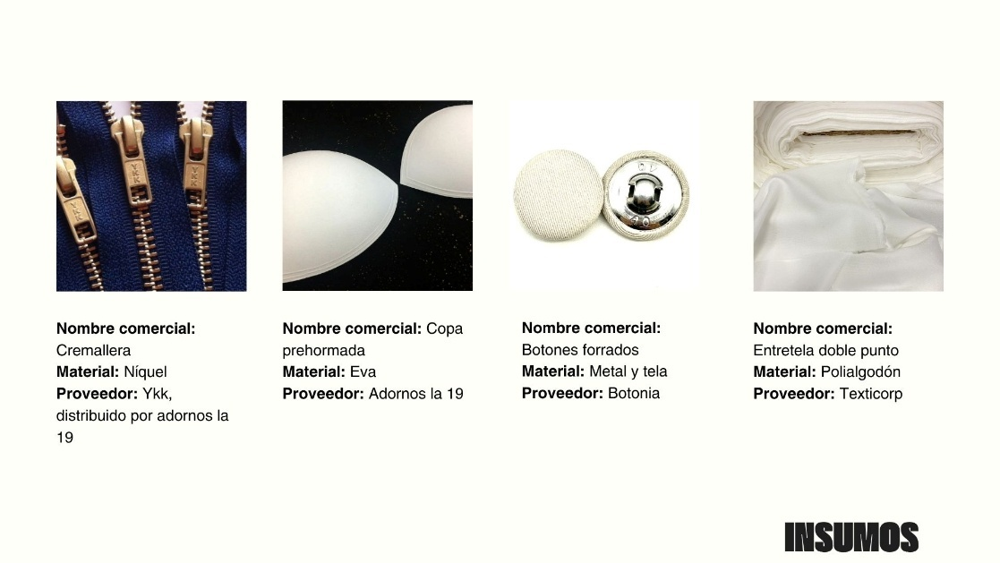 YKK
YKK
YKK
40
40
Nombre comercial:
Cremallera
Material: Níquel
Proveedor: Ykk,
distribuido por adornos la
19
Nombre comercial: Copa
prehormada
Material: Eva
Proveedor: Adornos la 19
Nombre comercial:
Botones forrados
Material: Metal y tela
Proveedor: Botonia
Nombre comercial:
Entretela doble punto
Material: Polialgodón
Proveedor: Texticorp
INSUMOS